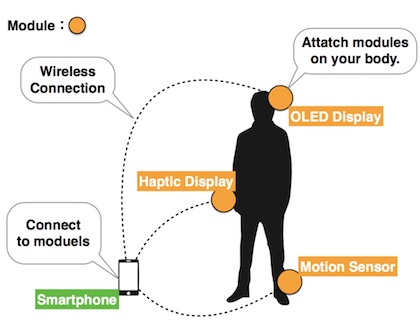 Module :
Attatch modules
on your body.
Wireless
Connection
OLED Display
Haptic Display
Connect
to moduels
Motion Sensor
Smartphone